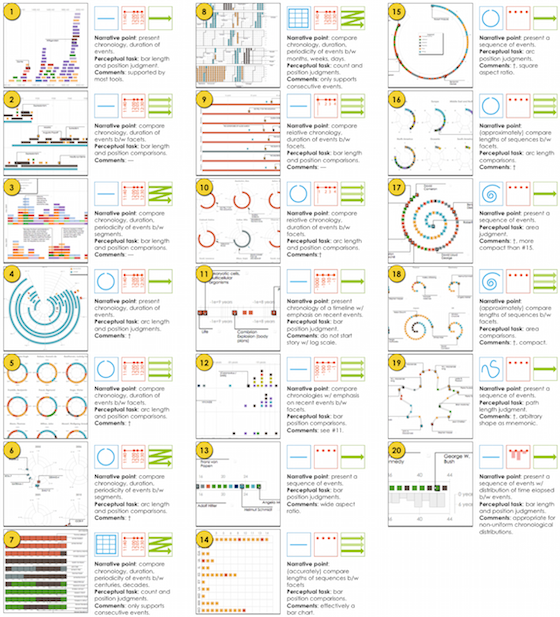 1
Narrative point: present
chronology, duration of
events.
Perceptual task: bar length
and position judgment.
Comments: supported by
most tools.
2
Narrative point: compare
chronology, duration of
events b/w facets.
Perceptual task: bar length
and position comparisons.
Comments: —
3
Narrative point: compare
chronology, duration,
periodicity of events b/w
segments.
Perceptual task: bar length
and position comparisons.
Comments: —
4
Narrative point: present
chronology, duration of
events.
Perceptual task: arc length
and position judgments.
Comments: †
5
Narrative point: compare
chronology, duration of
events b/w facets.
Perceptual task: arc length
and position comparisons.
Comments: †
6
Narrative point: compare
chronology, duration,
periodicity of events b/w
segments.
Perceptual task: arc length
and position comparisons.
Comments: †
7
Narrative point: compare
chronology, duration,
periodicity of events b/w
centuries, decades.
Perceptual task: count and
position judgments.
Comments: only supports
consecutive events.
8
Narrative point: compare
chronology, duration,
periodicity of events b/w
months, weeks, days.
Perceptual task: count and
position judgments.
Comments: only supports
consecutive events.
9
Narrative point: compare
relative chronology,
duration of events b/w
facets.
Perceptual task: bar length
and position comparisons.
Comments: —
10
Narrative point: compare
relative chronology,
duration of events b/w
facets.
Perceptual task: arc length
and position comparisons.
Comments: †
11
Life
Cambrian
Explosion (body
plans)
Narrative point: present
chronology of a timeline w/
emphasis on recent events.
Perceptual task: bar
position judgment.
Comments: do not start
story w/ log scale.
12
Narrative point: compare
chronologies w/ emphasis
on recent events b/w
facets.
Perceptual task: bar
position comparisons.
Comments: see #11.
13
Franz von
Papen
Adolf Hitler
Helmut Schmidt
Angela M
Narrative point: present a
sequence of events.
Perceptual task: bar
position judgments.
Comments: wide aspect
ratio.
14
Narrative point:
(accurately) compare
lengths of sequences b/w
facets.
Perceptual task: bar
position comparisons.
Comments: effectively a
bar chart.
15
Narrative point: present a
sequence of events.
Perceptual task: arc
position judgments.
Comments: †, square
aspect ratio.
16
Narrative point:
(approximately) compare
lengths of sequences b/w
facets.
Perceptual task: arc length
comparisons.
Comments: †
17
Narrative point: present a
sequence of events.
Perceptual task: area
judgment.
Comments: †, more
compact than #15.
18
Narrative point:
(approximately) compare
lengths of sequences b/w
facets.
Perceptual task: area
comparisons.
Comments: †, compact.
19
Narrative point: present a
sequence of events.
Perceptual task: path
length judgment.
Comments: †, arbitrary
shape as mnemonic.
20
nnedy
George W.
Bush
40
44
Narrative point: present a
sequence of events w/
distribution of time elapsed
b/w events.
Perceptual task: bar length
and position judgments.
Comments: appropriate for
non-uniform chronological
distributions.